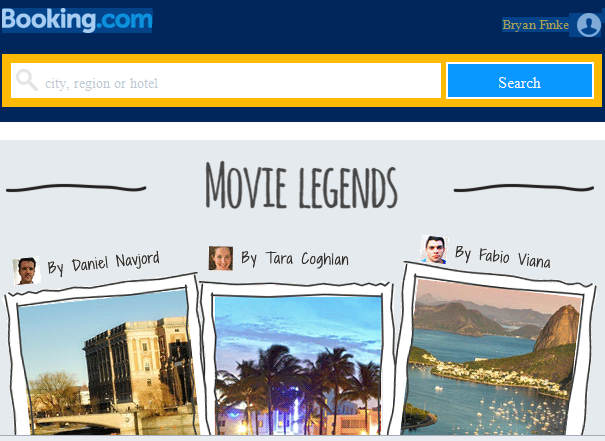 Booking.com
Bryan Finke
city, region or hotel
Search
MOVIE LEGENDS
By Daniel Navjord
By Tara Coghlan
By Fabio Viana